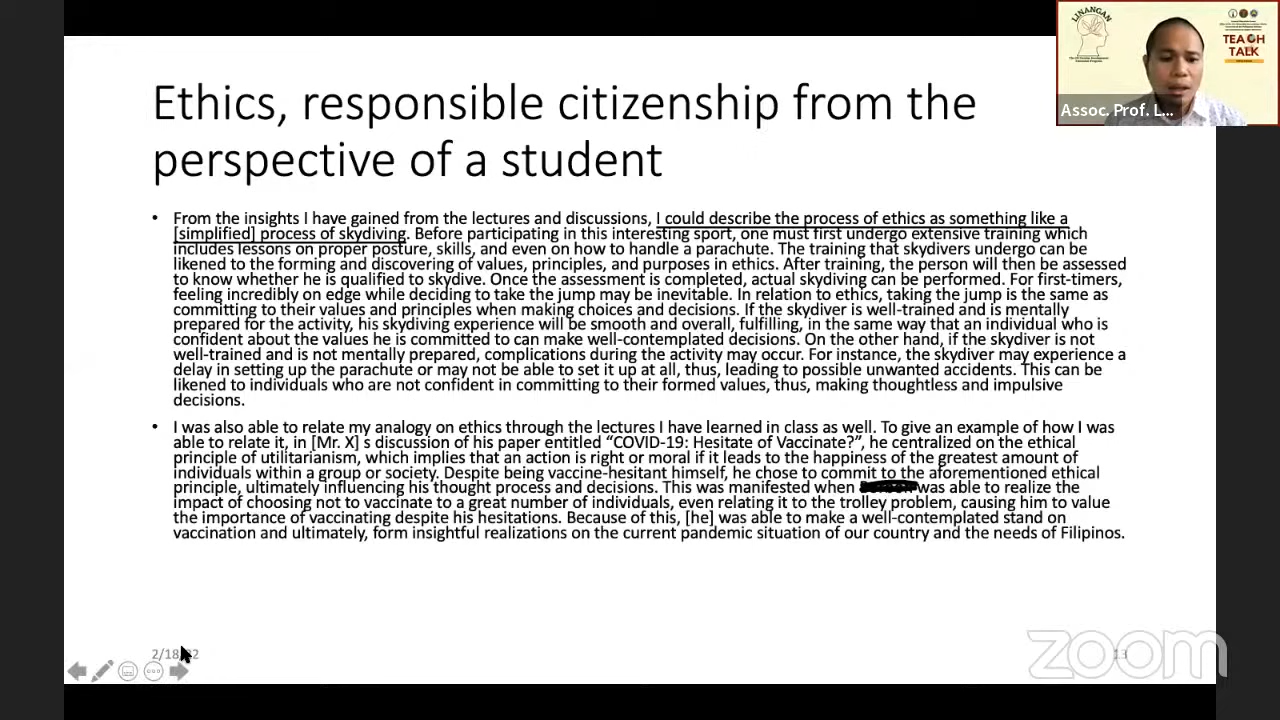 LINANGAN
TEACH
TALK
Assoc. Prof. L...
Ethics, responsible citizenship from the
perspective of a student
• From the insights I have gained from the lectures and discussions, I could describe the process of ethics as something like a
[simplified] process of skydiving. Before participating in this interesting sport, one must first undergo extensive training which
includes lessons on proper posture, skills, and even on how to handle a parachute. The training that skydivers undergo can be
likened to the forming and discovering of values, principles, and purposes in ethics. After training, the person will then be assessed
to know whether he is qualified to skydive. Once the assessment is completed, actual skydiving can be performed. For first-timers,
feeling incredibly on edge while deciding to take the jump may be inevitable. In relation to ethics, taking the jump is the same as
committing to their values and principles when making choices and decisions. If the skydiver is well-trained and is mentally
prepared for the activity, his skydiving experience will be smooth and overall, fulfilling, in the same way that an individual who is
confident about the values he is committed to can make well-contemplated decisions. On the other hand, if the skydiver is not
well-trained and is not mentally prepared, complications during the activity may occur. For instance, the skydiver may experience a
delay in setting up the parachute or may not be able to set it up at all, thus, leading to possible unwanted accidents. This can be
likened to individuals who are not confident in committing to their formed values, thus, making thoughtless and impulsive
decisions.
• I was also able to relate my analogy on ethics through the lectures I have learned in class as well. To give an example of how I was
able to relate it, in [Mr. X] s discussion of his paper entitled “COVID-19: Hesitate of Vaccinate?”, he centralized on the ethical
principle of utilitarianism, which implies that an action is right or moral if it leads to the happiness of the greatest amount of
individuals within a group or society. Despite being vaccine-hesitant himself, he chose to commit to the aforementioned ethical
principle, ultimately influencing his thought process and decisions. This was manifested when was able to realize the
impact of choosing not to vaccinate to a great number of individuals, even relating it to the trolley problem, causing him to value
the importance of vaccinating despite his hesitations. Because of this, [he] was able to make a well-contemplated stand on
vaccination and ultimately, form insightful realizations on the current pandemic situation of our country and the needs of Filipinos.
zoom
13